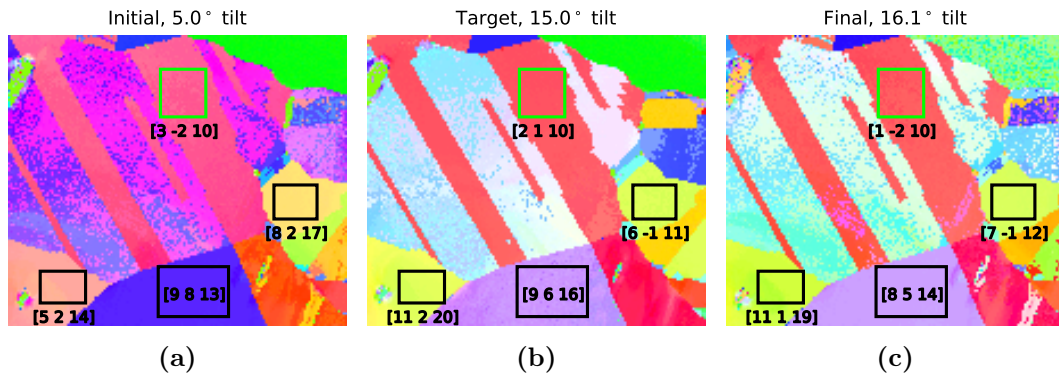 Initial, 5.0° tilt
Target, 15.0° tilt
Final, 16.1° tilt
[3 -2 10]
[2 1 10]
[1 -2 10]
[8 2 17]
[6 -1 11]
[7 -1 12]
[9 8 13]
[9 6 16]
[8 5 14]
[5 2 14]
[11 2 20]
[11 1 19]
(a)
(b)
(c)